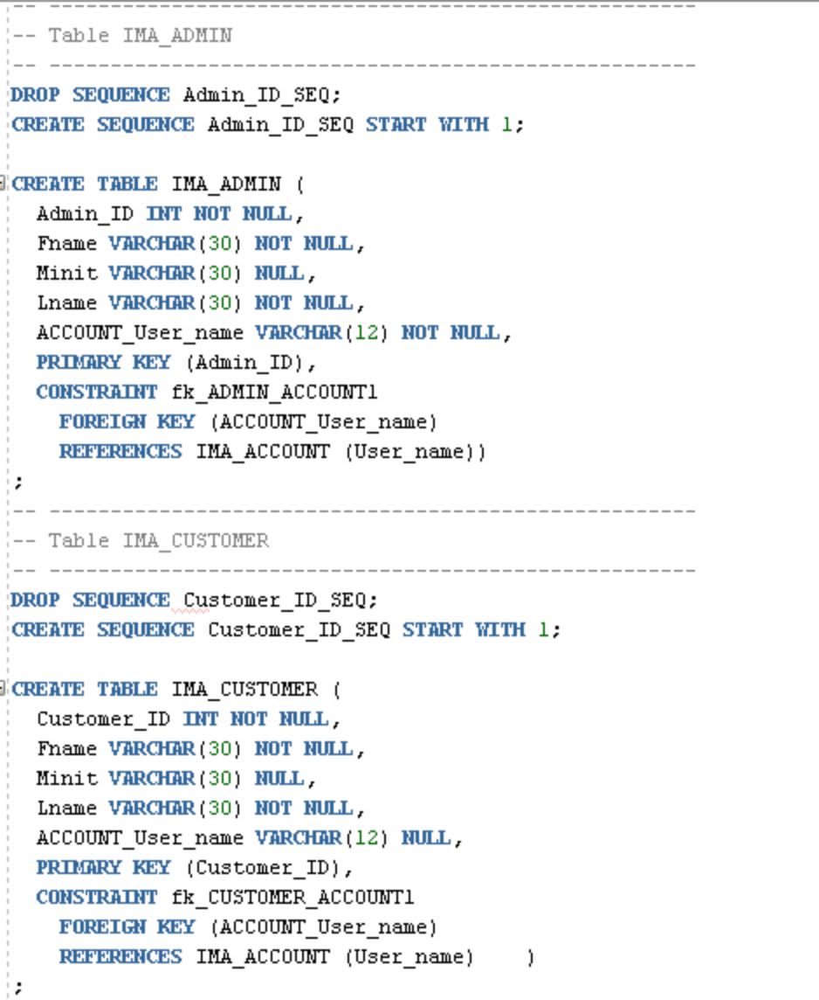 -- -----------------------------------------------------
-- Table IMA_ADMIN
-- -----------------------------------------------------
DROP SEQUENCE Admin_ID_SEQ;
CREATE SEQUENCE Admin_ID_SEQ START WITH 1;
CREATE TABLE IMA_ADMIN (
Admin_ID INT NOT NULL,
Fname VARCHAR(30) NOT NULL,
Minit VARCHAR(30) NULL,
Lname VARCHAR(30) NOT NULL,
ACCOUNT_User_name VARCHAR(12) NOT NULL,
PRIMARY KEY (Admin_ID),
CONSTRAINT fk_ADMIN_ACCOUNT1
FOREIGN KEY (ACCOUNT_User_name)
REFERENCES IMA_ACCOUNT (User_name))
;
-- -----------------------------------------------------
-- Table IMA_CUSTOMER
-- -----------------------------------------------------
DROP SEQUENCE Customer_ID_SEQ;
CREATE SEQUENCE Customer_ID_SEQ START WITH 1;
CREATE TABLE IMA_CUSTOMER (
Customer_ID INT NOT NULL,
Fname VARCHAR(30) NOT NULL,
Minit VARCHAR(30) NULL,
Lname VARCHAR(30) NOT NULL,
ACCOUNT_User_name VARCHAR(12) NULL,
PRIMARY KEY (Customer_ID),
CONSTRAINT fk_CUSTOMER_ACCOUNT1
FOREIGN KEY (ACCOUNT_User_name)
REFERENCES IMA_ACCOUNT (User_name)    )
;